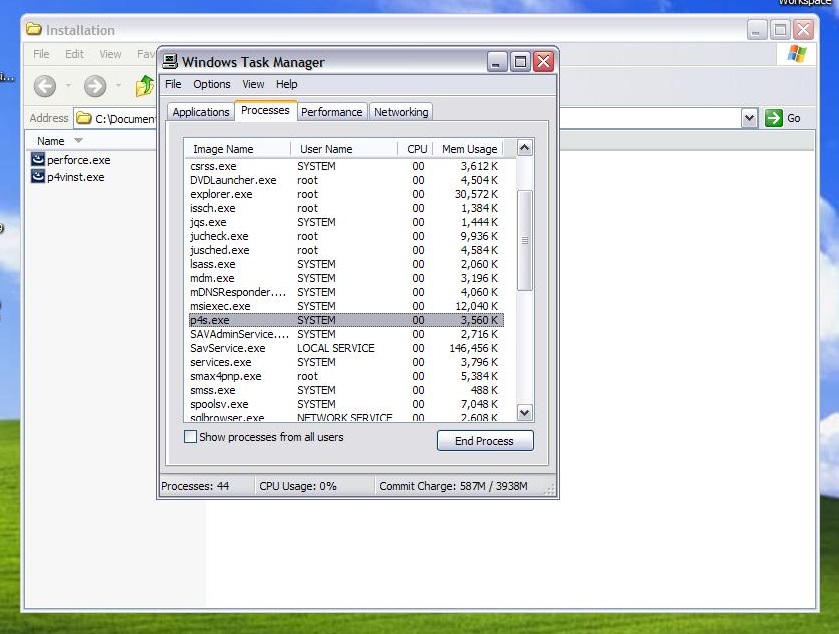 Workspace
Installation
File Edit View Fav
Windows Task Manager
File Options View Help
Address C:\Documen
Go
Applications Processes Performance Networking
Name
perforce.exe
p4vinst.exe
Image Name User Name CPU Mem Usage
csrss.exe SYSTEM 00 3,612 K
DVDLauncher.exe root 00 4,504 K
explorer.exe root 00 30,572 K
issch.exe root 00 1,384 K
jqs.exe SYSTEM 00 1,444 K
jucheck.exe root 00 9,936 K
jusched.exe root 00 4,584 K
lsass.exe SYSTEM 00 2,060 K
mdm.exe SYSTEM 00 3,196 K
mDNSResponder.... SYSTEM 00 4,060 K
msiexec.exe SYSTEM 00 12,040 K
p4s.exe SYSTEM 00 3,560 K
SAVAdminService.... SYSTEM 00 2,716 K
SavService.exe LOCAL SERVICE 00 146,456 K
services.exe SYSTEM 00 3,796 K
smax4pnp.exe root 00 5,384 K
smss.exe SYSTEM 00 488 K
spoolsv.exe SYSTEM 00 7,048 K
sqlbrowser.exe NETWORK SERVICE 00 2,608 K
Show processes from all users
End Process
Processes: 44 CPU Usage: 0% Commit Charge: 587M / 3938M